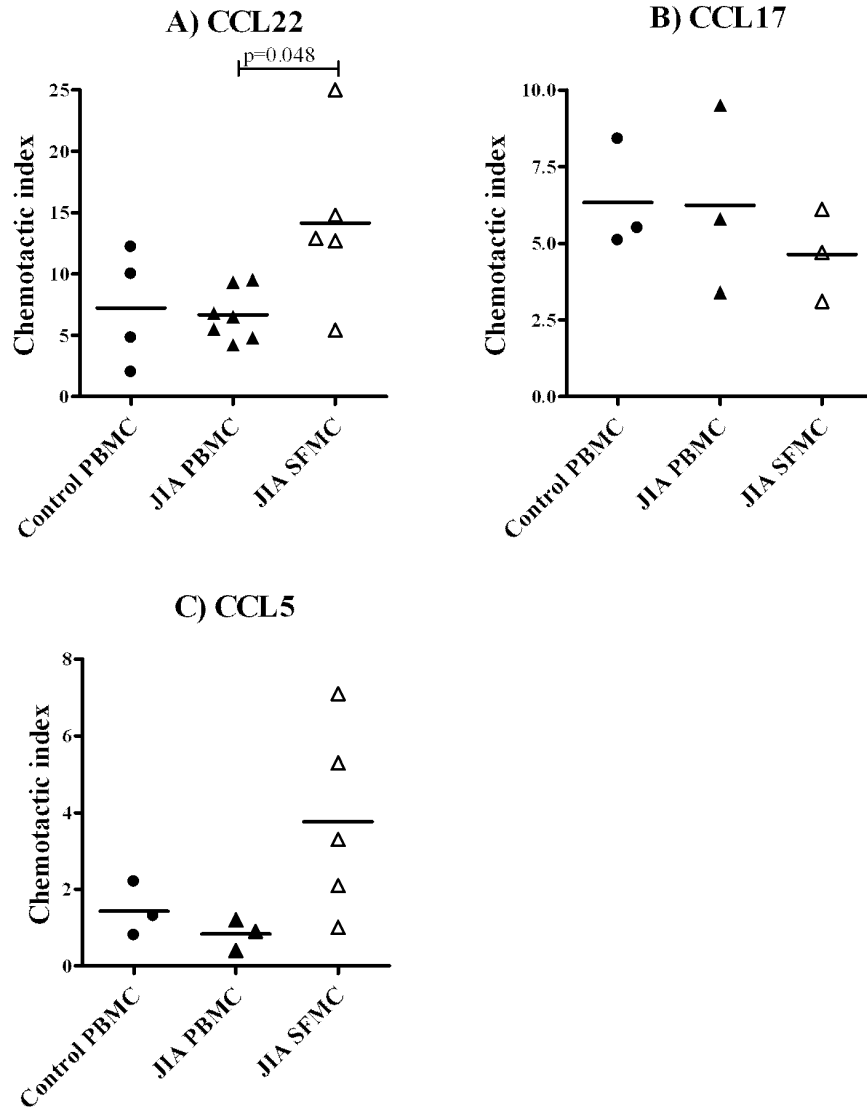 A) CCL22
p=0.048
Chemotactic index
25
20
15
10
5
0
Control PBMC
JIA PBMC
JIA SFMC
B) CCL17
Chemotactic index
10.0
7.5
5.0
2.5
0.0
Control PBMC
JIA PBMC
JIA SFMC
C) CCL5
Chemotactic index
8
6
4
2
0
Control PBMC
JIA PBMC
JIA SFMC